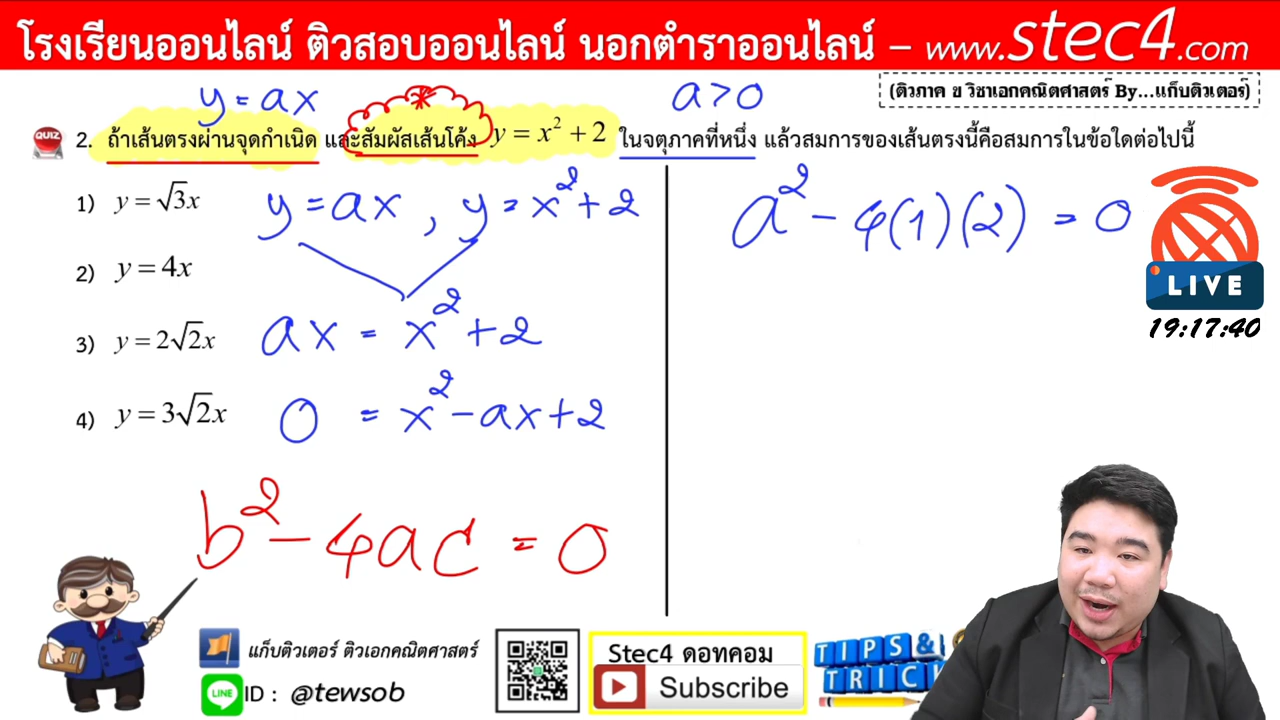 โรงเรียนออนไลน์ ติวสอบออนไลน์ นอกตำราออนไลน์ – www.stec4.com
(ติวภาค ข วิชาเอกคณิตศาสตร์ By...แก็บติวเตอร์)
y = ax
a > 0
QUIZ 2. ถ้าเส้นตรงผ่านจุดกำเนิด และสัมผัสเส้นโค้ง y = x² + 2 ในจตุภาคที่หนึ่ง แล้วสมการของเส้นตรงนี้คือสมการในข้อใดต่อไปนี้
1) y = √3x
2) y = 4x
3) y = 2√2x
4) y = 3√2x
y = ax , y = x² + 2
ax = x² + 2
0 = x² - ax + 2
b² - 4ac = 0
a² - 4(1)(2) = 0
LIVE
19:17:40
แก็บติวเตอร์ ติวเอกคณิตศาสตร์
LINE ID : @tewsob
Stec4 ดอทคอม
Subscribe
TIPS &
TRIC